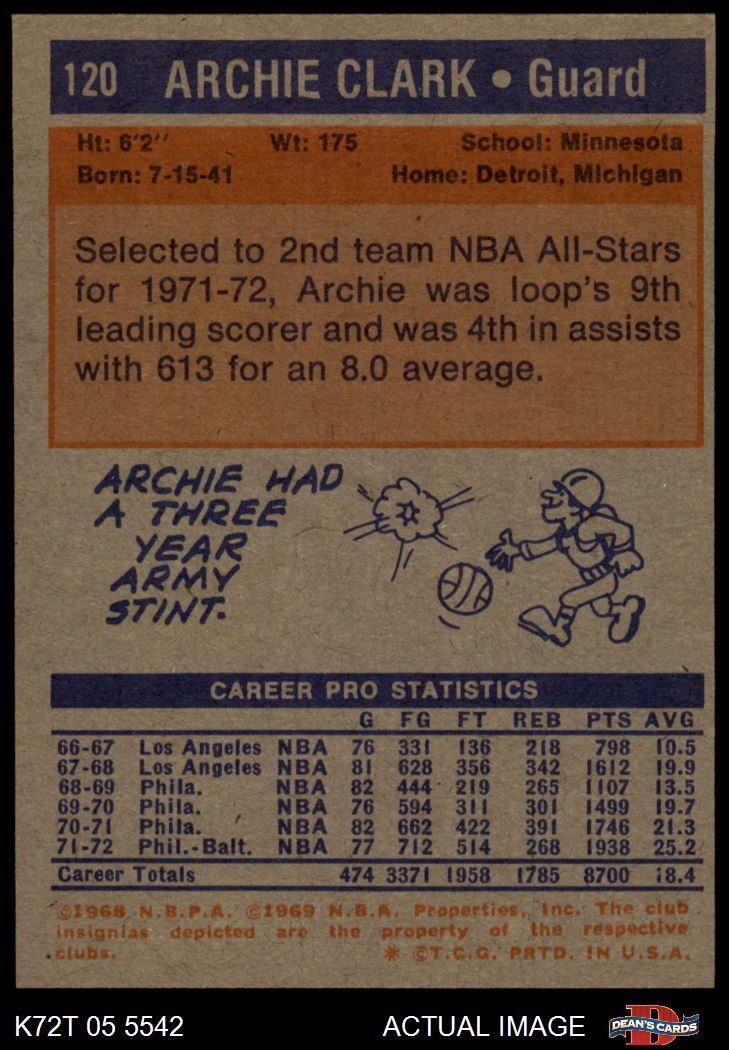 120 ARCHIE CLARK • Guard
Ht: 6'2'' Wt: 175 School: Minnesota
Born: 7-15-41 Home: Detroit, Michigan
Selected to 2nd team NBA All-Stars
for 1971-72, Archie was loop's 9th
leading scorer and was 4th in assists
with 613 for an 8.0 average.
ARCHIE HAD
A THREE
YEAR
ARMY
STINT.
CAREER PRO STATISTICS
G FG FT REB PTS AVG
66-67 Los Angeles NBA 76 331 136 218 798 10.5
67-68 Los Angeles NBA 81 628 356 342 1612 19.9
68-69 Phila. NBA 82 444 219 265 1107 13.5
69-70 Phila. NBA 76 594 311 301 1499 19.7
70-71 Phila. NBA 82 662 422 391 1746 21.3
71-72 Phil.-Balt. NBA 77 712 514 268 1938 25.2
Career Totals 474 3371 1958 1785 8700 18.4
©1968 N.B.P.A. ©1969 N.B.A. Properties, Inc. The club
insignias depicted are the property of the respective
clubs. * ©T.C.G. PRTD. IN U.S.A.
K72T 05 5542 ACTUAL IMAGE DEAN'S CARDS